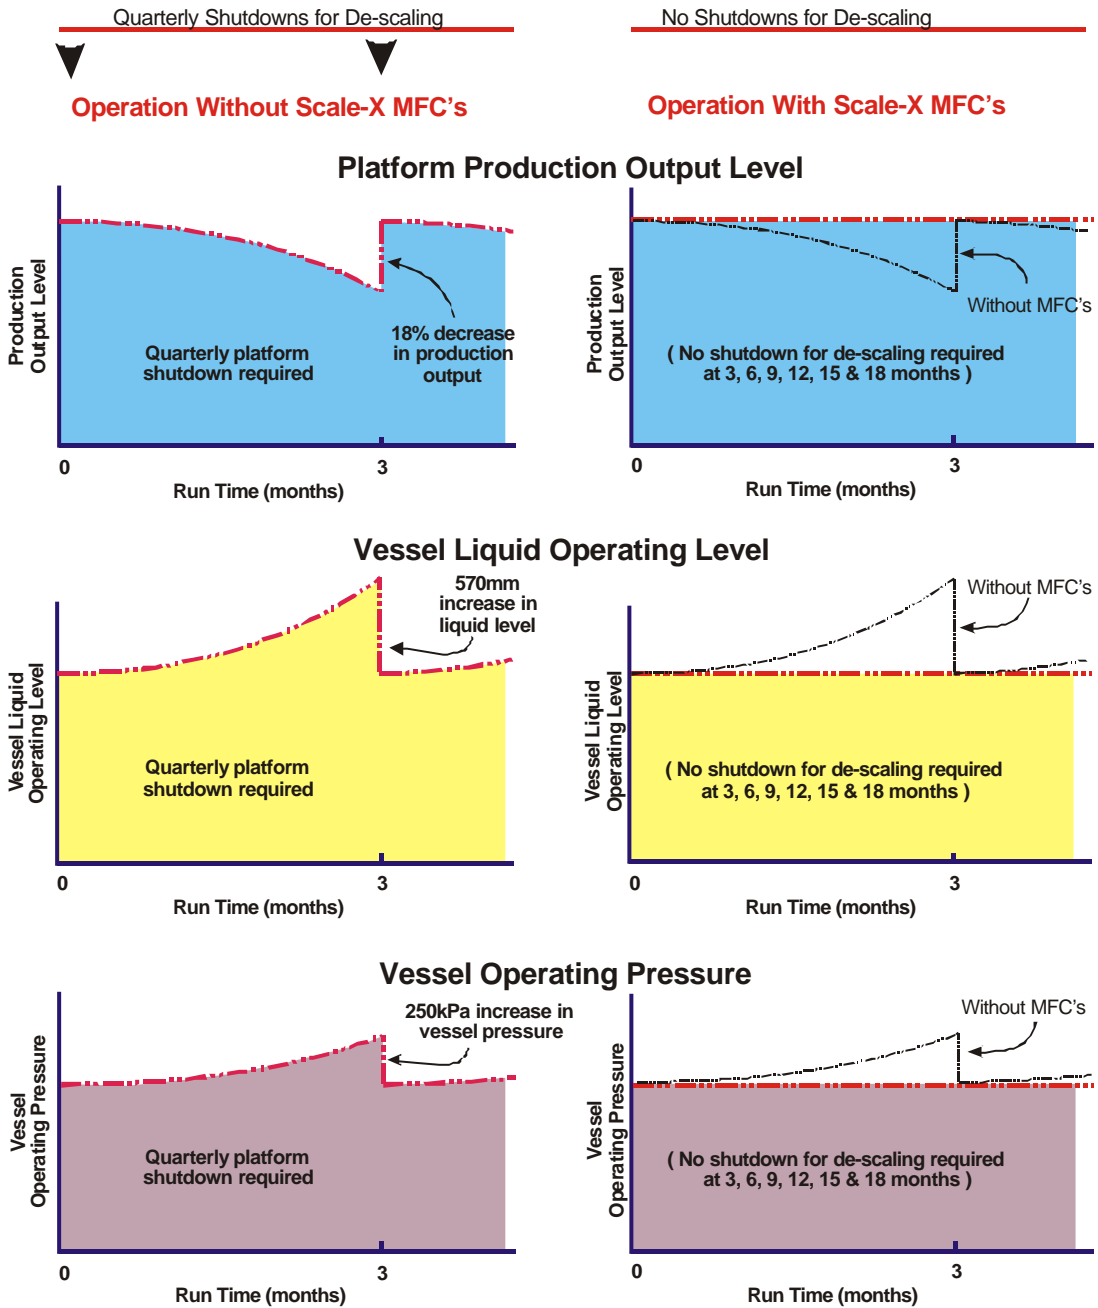 Quarterly Shutdowns for De-scaling
No Shutdowns for De-scaling
Operation Without Scale-X MFC's
Operation With Scale-X MFC's
Platform Production Output Level
Production
Output Level
Quarterly platform
shutdown required
18% decrease
in production
output
0
3
Run Time (months)
Production
Output Level
Without MFC's
( No shutdown for de-scaling required
at 3, 6, 9, 12, 15 & 18 months )
0
3
Run Time (months)
Vessel Liquid Operating Level
Vessel Liquid
Operating Level
570mm
increase in
liquid level
Quarterly platform
shutdown required
0
3
Run Time (months)
Vessel Liquid
Operating Level
Without MFC's
( No shutdown for de-scaling required
at 3, 6, 9, 12, 15 & 18 months )
0
3
Run Time (months)
Vessel Operating Pressure
Vessel
Operating Pressure
250kPa increase in
vessel pressure
Quarterly platform
shutdown required
0
3
Run Time (months)
Vessel
Operating Pressure
Without MFC's
( No shutdown for de-scaling required
at 3, 6, 9, 12, 15 & 18 months )
0
3
Run Time (months)